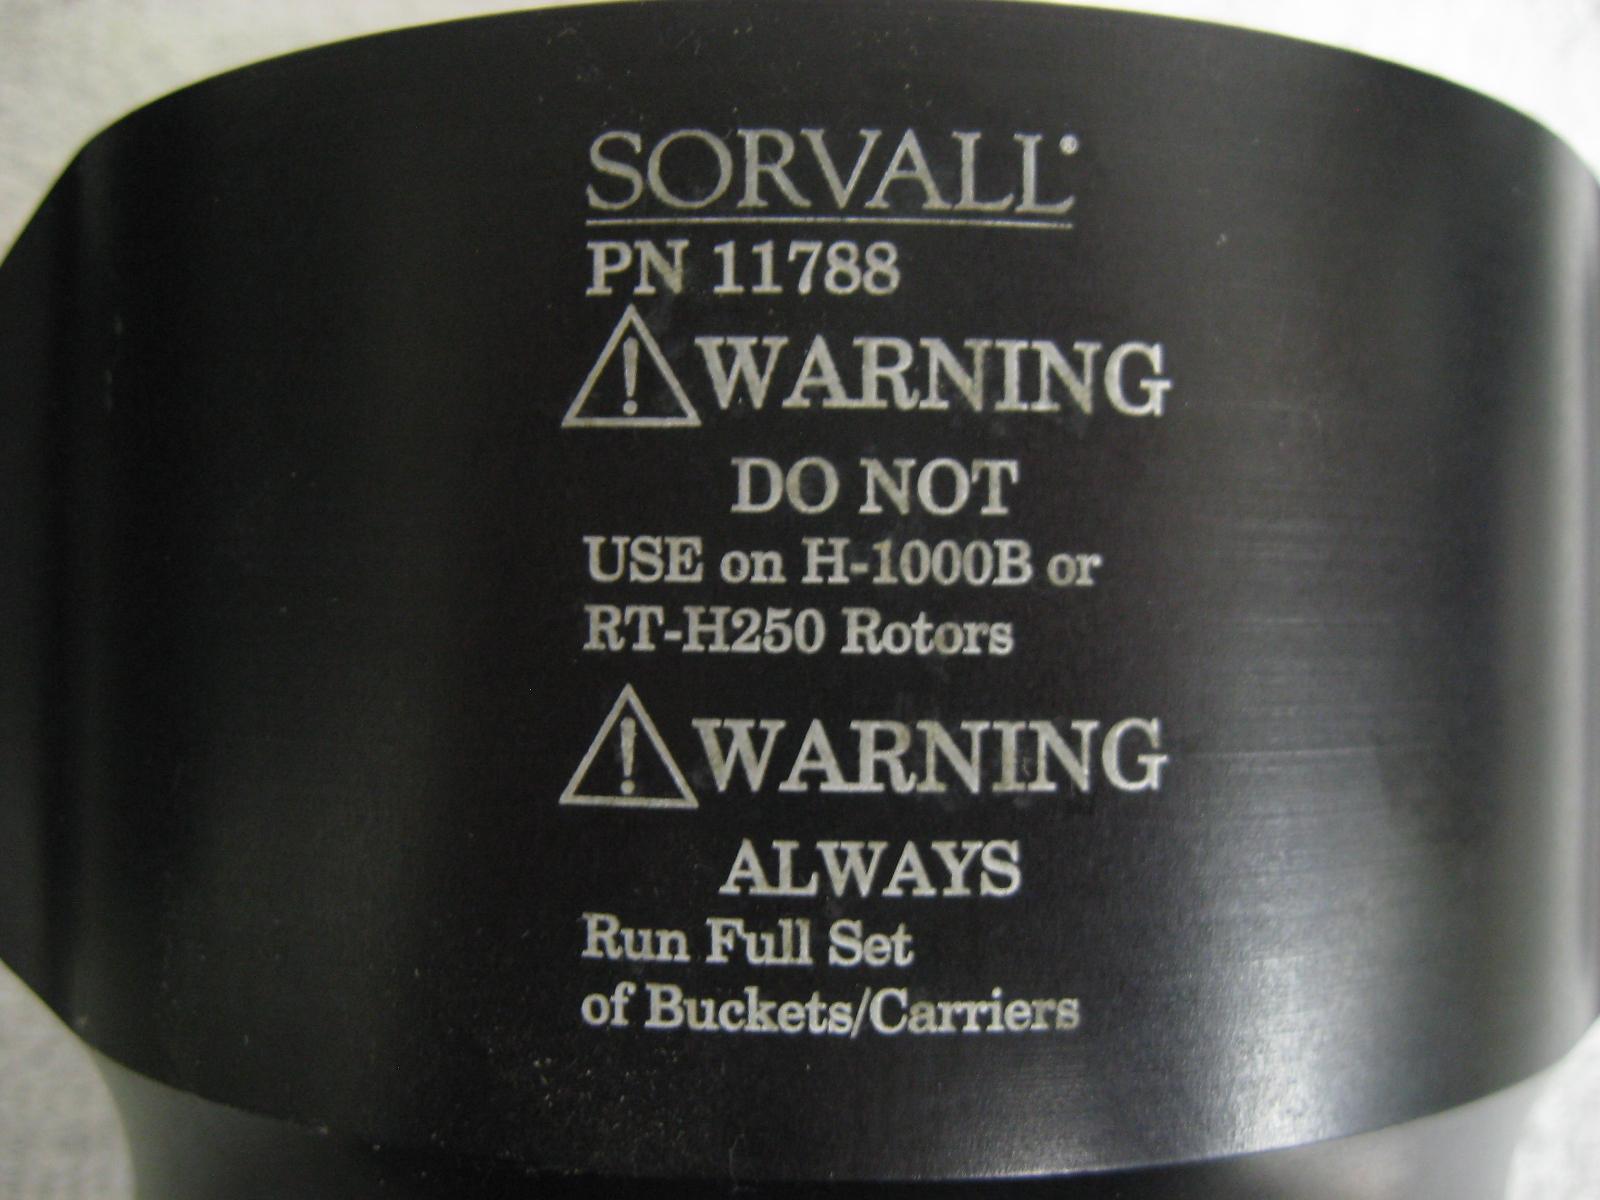 SORVALL®
PN 11788
WARNING
DO NOT
USE on H-1000B or
RT-H250 Rotors
WARNING
ALWAYS
Run Full Set
of Buckets/Carriers